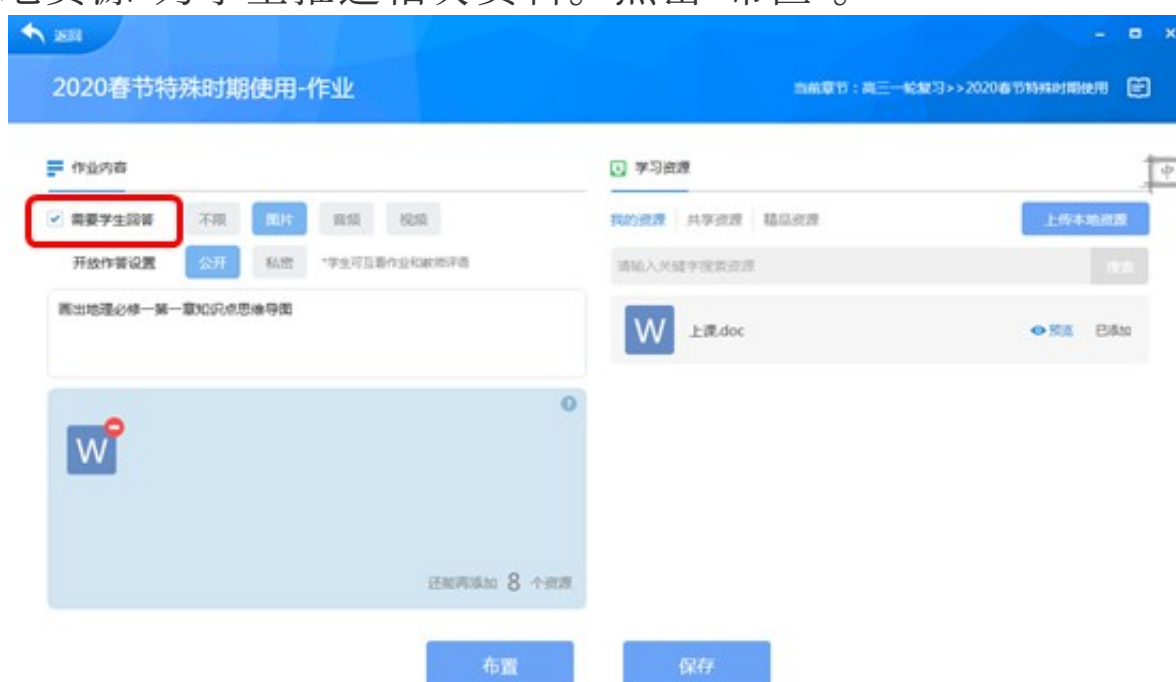 地资源 为学生推送相关资料。点击“布置”。
返回
2020春节特殊时期使用-作业
当前章节：高三一轮复习>>2020春节特殊时期使用
作业内容
学习资源
中
需要学生回答 不限 图片 音频 视频
我的资源 共享资源 精品资源 上传本地资源
开放作答设置 公开 私密 *学生可互看作业和教师评语
请输入关键字搜索资源 搜索
画出地理必修一第一章知识点思维导图
W 上课.doc 预览 已添加
W
还能再添加 8 个资源
布置 保存